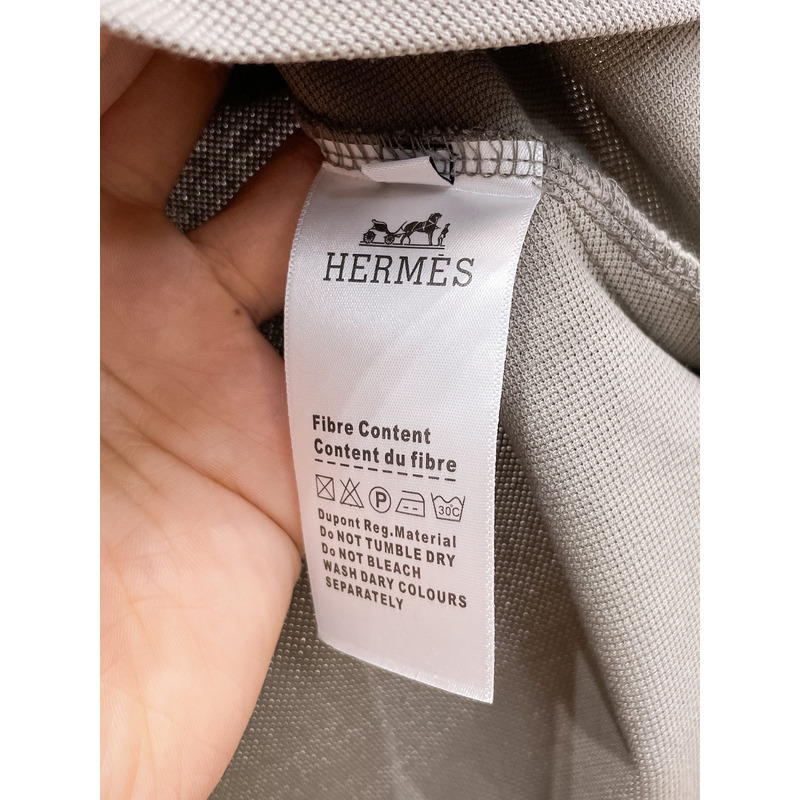 HERMÈS
Fibre Content
Content du fibre
P 30C
Dupont Reg.Material
Do NOT TUMBLE DRY
Do NOT BLEACH
WASH DARY COLOURS
SEPARATELY